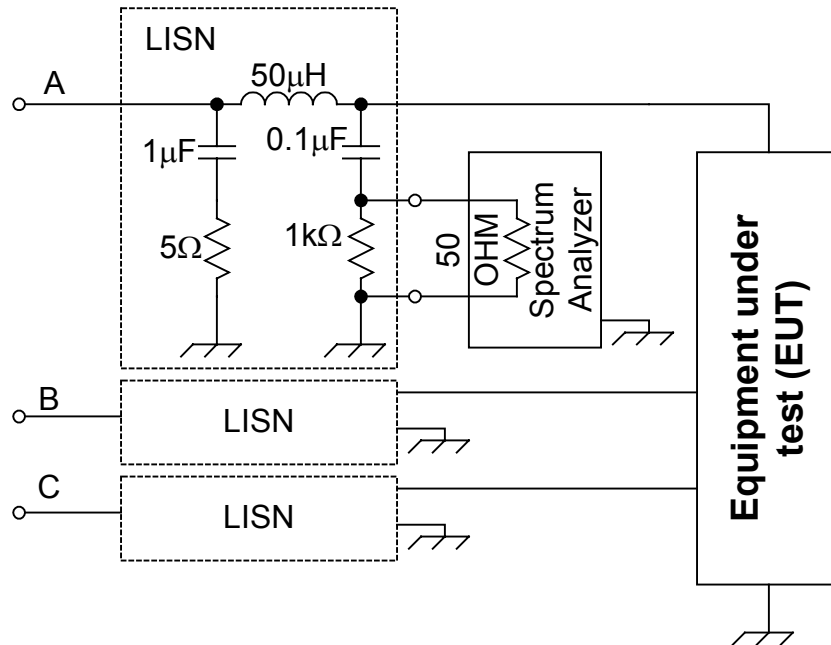 LISN
A
50μH
1μF
0.1μF
5Ω
1kΩ
50
OHM
Spectrum
Analyzer
Equipment under
test (EUT)
B
LISN
C
LISN